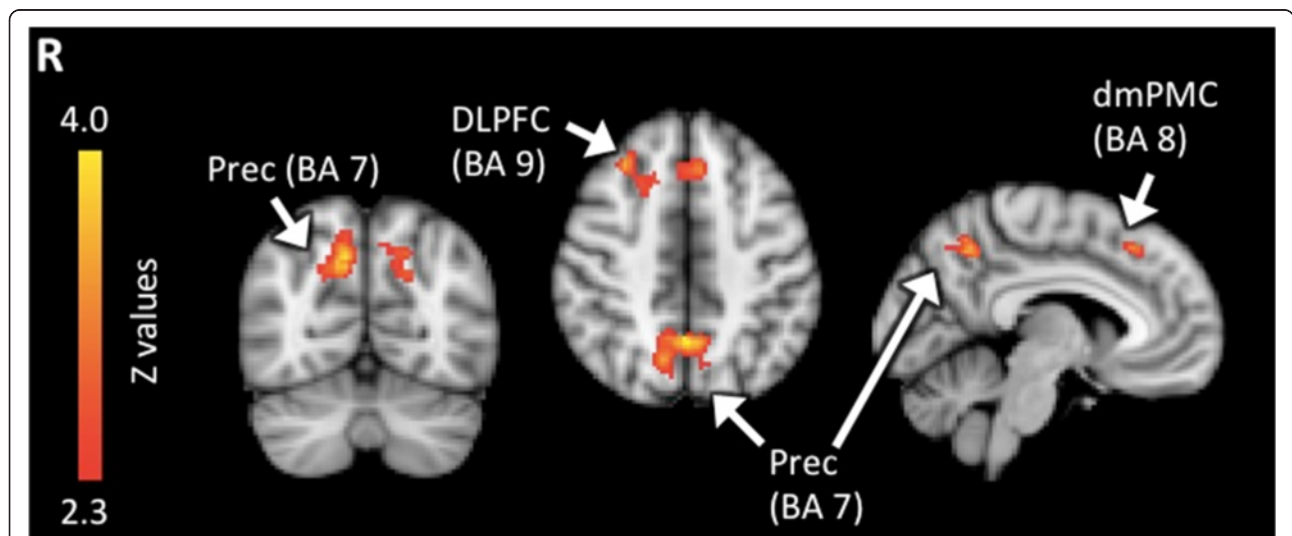 R
4.0
Z values
2.3
Prec (BA 7)
DLPFC
(BA 9)
dmPMC
(BA 8)
Prec
(BA 7)